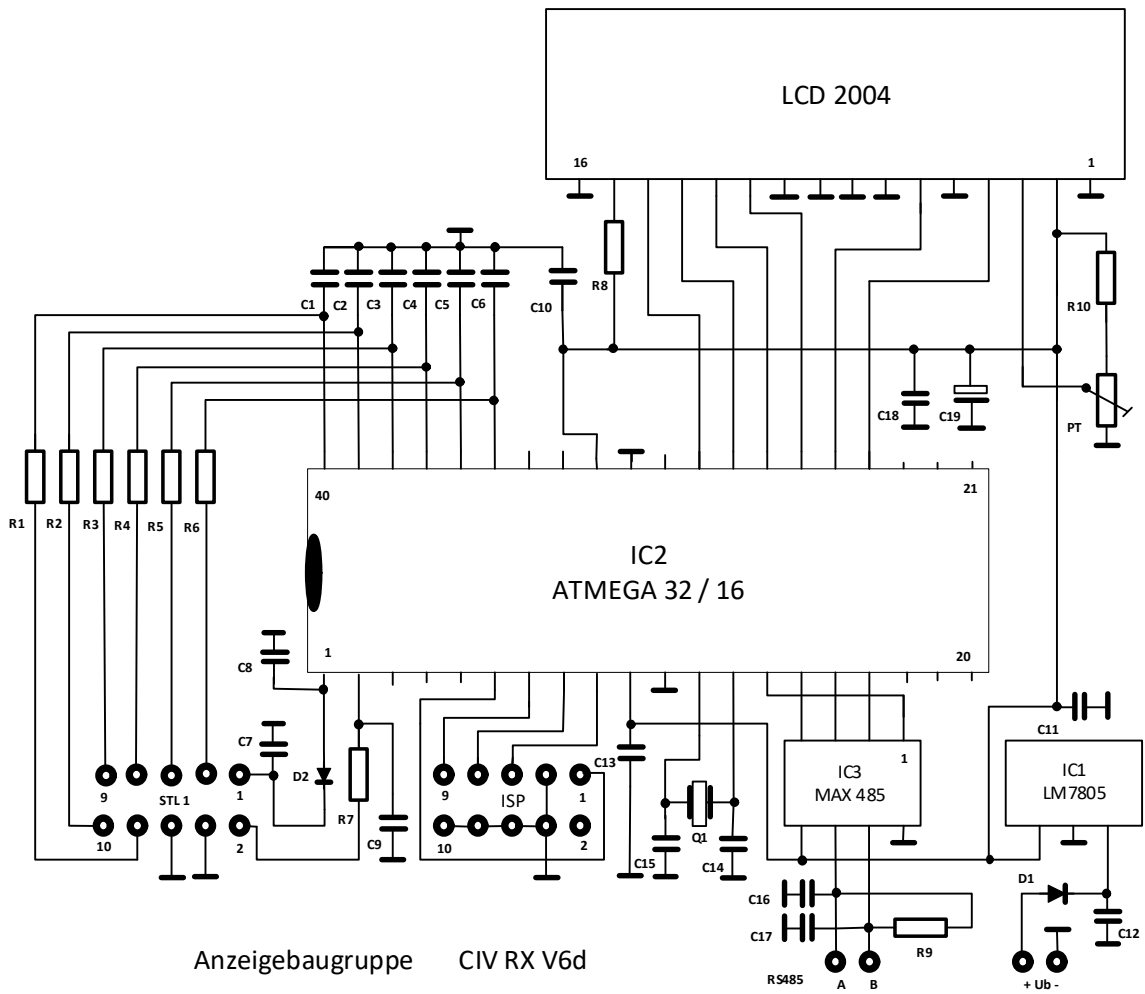 LCD 2004
16
1
R8
C1
C2
C3
C4
C5
C6
C10
R10
C18
C19
PT
R1
R2
R3
R4
R5
R6
40
21
IC2
ATMEGA 32 / 16
1
20
C8
C7
D2
R7
C9
9
STL 1
1
10
2
9
ISP
1
10
2
C13
C15
Q1
C14
IC3
MAX 485
1
C11
IC1
LM7805
D1
C12
C16
C17
R9
RS485
A
B
+ Ub -
Anzeigebaugruppe CIV RX V6d